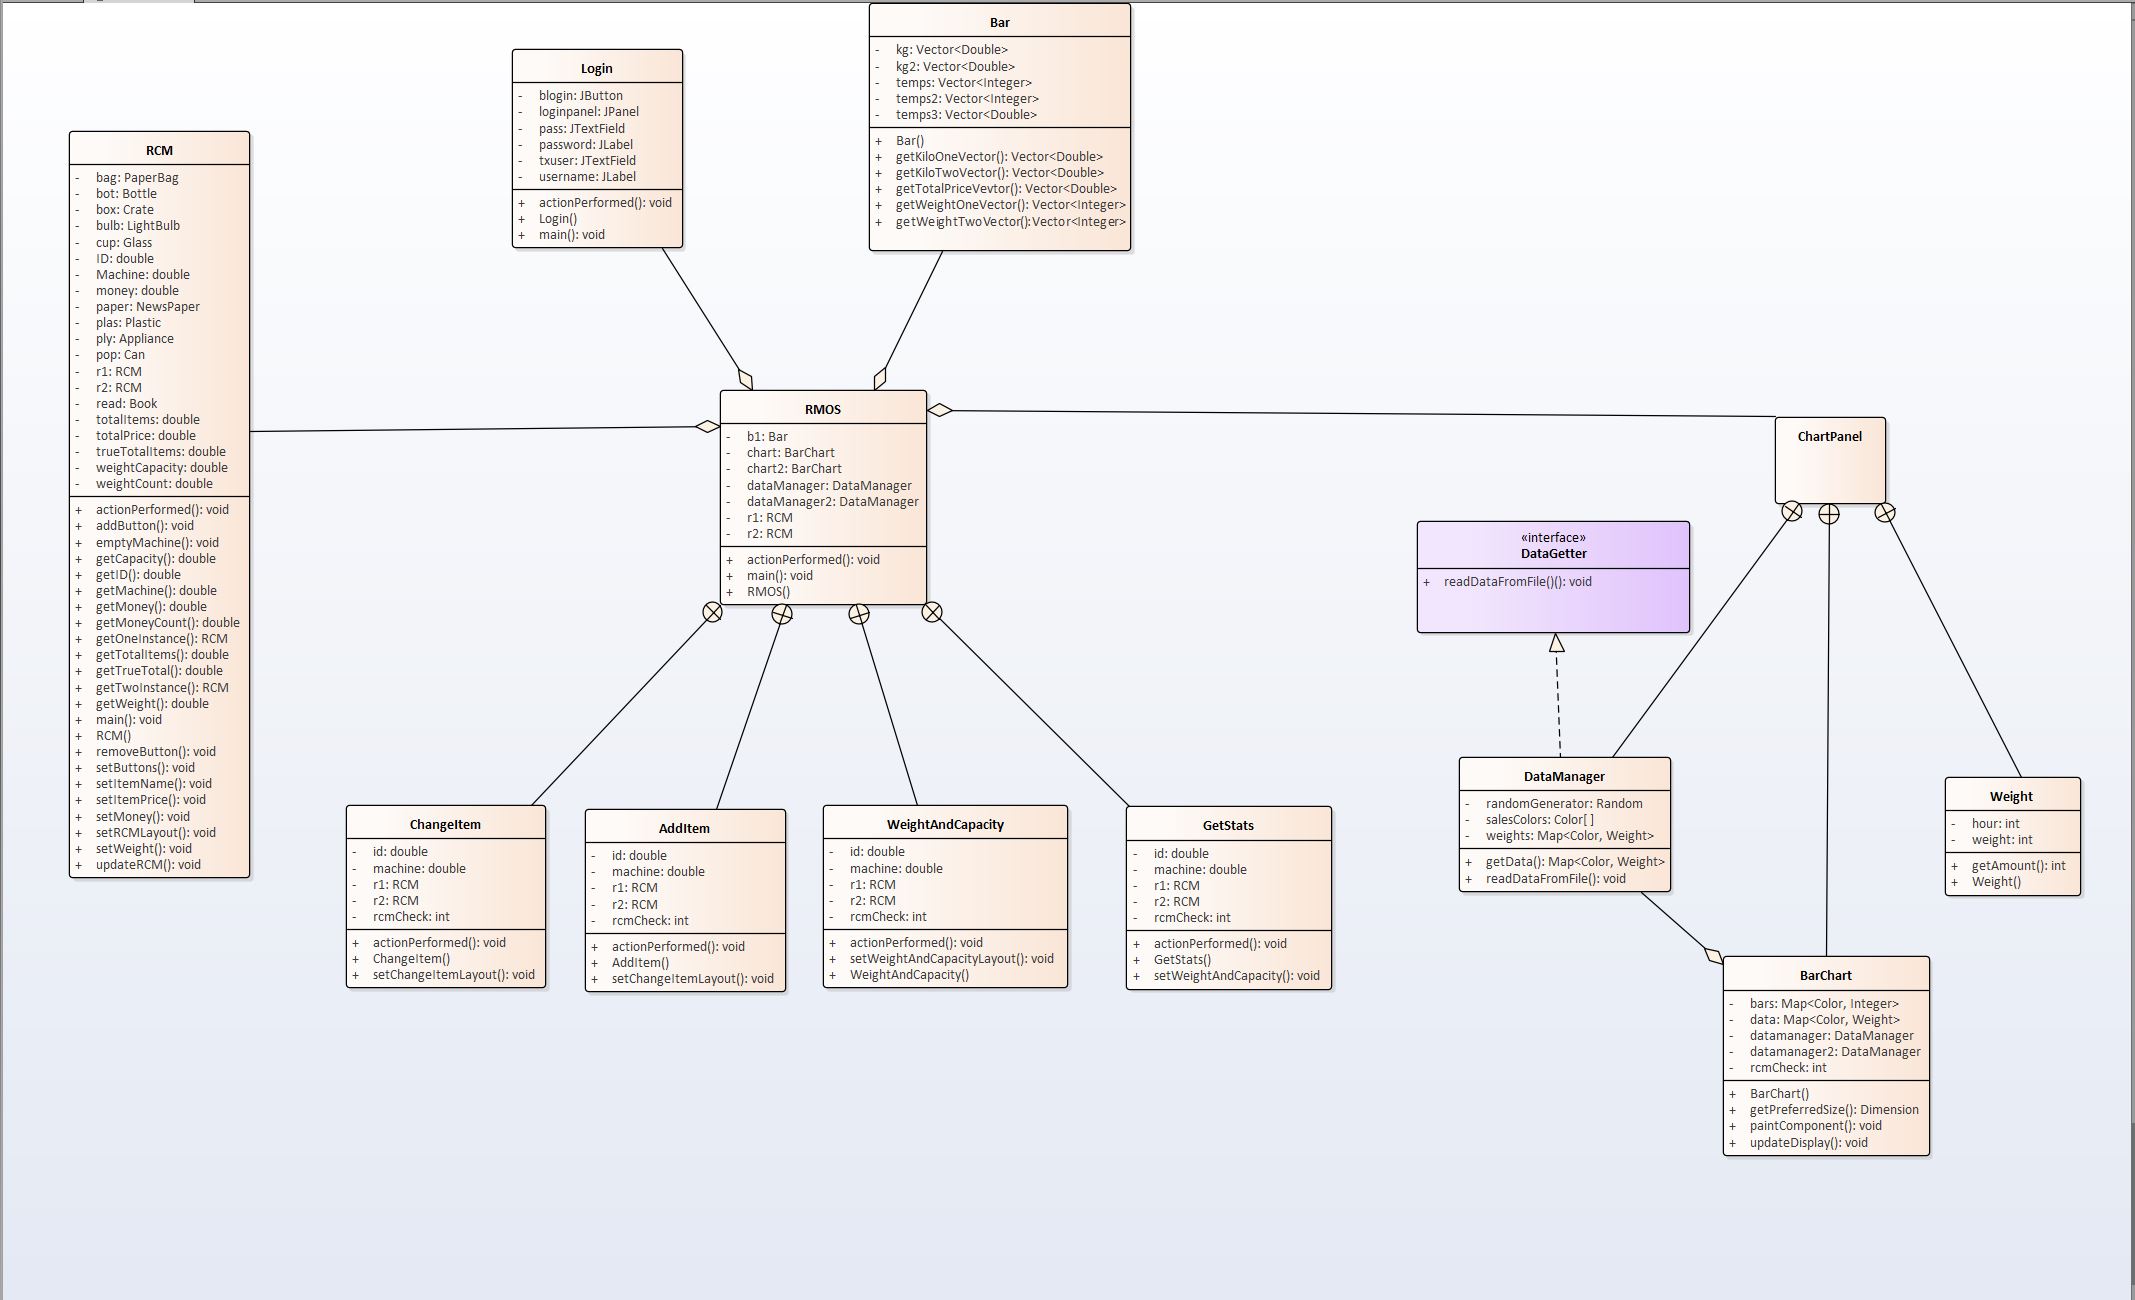 Bar
- kg: Vector<Double>
- kg2: Vector<Double>
- temps: Vector<Integer>
- temps2: Vector<Integer>
- temps3: Vector<Double>
+ Bar()
+ getKiloOneVector(): Vector<Double>
+ getKiloTwoVector(): Vector<Double>
+ getTotalPriceVevtor(): Vector<Double>
+ getWeightOneVector(): Vector<Integer>
+ getWeightTwoVector():Vector<Integer>
Login
- blogin: JButton
- loginpanel: JPanel
- pass: JTextField
- password: JLabel
- txuser: JTextField
- username: JLabel
+ actionPerformed(): void
+ Login()
+ main(): void
RCM
- bag: PaperBag
- bot: Bottle
- box: Crate
- bulb: LightBulb
- cup: Glass
- ID: double
- Machine: double
- money: double
- paper: NewsPaper
- plas: Plastic
- ply: Appliance
- pop: Can
- r1: RCM
- r2: RCM
- read: Book
- totalItems: double
- totalPrice: double
- trueTotalItems: double
- weightCapacity: double
- weightCount: double
+ actionPerformed(): void
+ addButton(): void
+ emptyMachine(): void
+ getCapacity(): double
+ getID(): double
+ getMachine(): double
+ getMoney(): double
+ getMoneyCount(): double
+ getOneInstance(): RCM
+ getTotalItems(): double
+ getTrueTotal(): double
+ getTwoInstance(): RCM
+ getWeight(): double
+ main(): void
+ RCM()
+ removeButton(): void
+ setButtons(): void
+ setItemName(): void
+ setItemPrice(): void
+ setMoney(): void
+ setRCMLayout(): void
+ setWeight(): void
+ updateRCM(): void
RMOS
- b1: Bar
- chart: BarChart
- chart2: BarChart
- dataManager: DataManager
- dataManager2: DataManager
- r1: RCM
- r2: RCM
+ actionPerformed(): void
+ main(): void
+ RMOS()
ChartPanel
«interface»
DataGetter
+ readDataFromFile()(): void
ChangeItem
- id: double
- machine: double
- r1: RCM
- r2: RCM
- rcmCheck: int
+ actionPerformed(): void
+ ChangeItem()
+ setChangeItemLayout(): void
AddItem
- id: double
- machine: double
- r1: RCM
- r2: RCM
- rcmCheck: int
+ actionPerformed(): void
+ AddItem()
+ setChangeItemLayout(): void
WeightAndCapacity
- id: double
- machine: double
- r1: RCM
- r2: RCM
- rcmCheck: int
+ actionPerformed(): void
+ setWeightAndCapacityLayout(): void
+ WeightAndCapacity()
GetStats
- id: double
- machine: double
- r1: RCM
- r2: RCM
- rcmCheck: int
+ actionPerformed(): void
+ GetStats()
+ setWeightAndCapacity(): void
DataManager
- randomGenerator: Random
- salesColors: Color[ ]
- weights: Map<Color, Weight>
+ getData(): Map<Color, Weight>
+ readDataFromFile(): void
Weight
- hour: int
- weight: int
+ getAmount(): int
+ Weight()
BarChart
- bars: Map<Color, Integer>
- data: Map<Color, Weight>
- datamanager: DataManager
- datamanager2: DataManager
- rcmCheck: int
+ BarChart()
+ getPreferredSize(): Dimension
+ paintComponent(): void
+ updateDisplay(): void